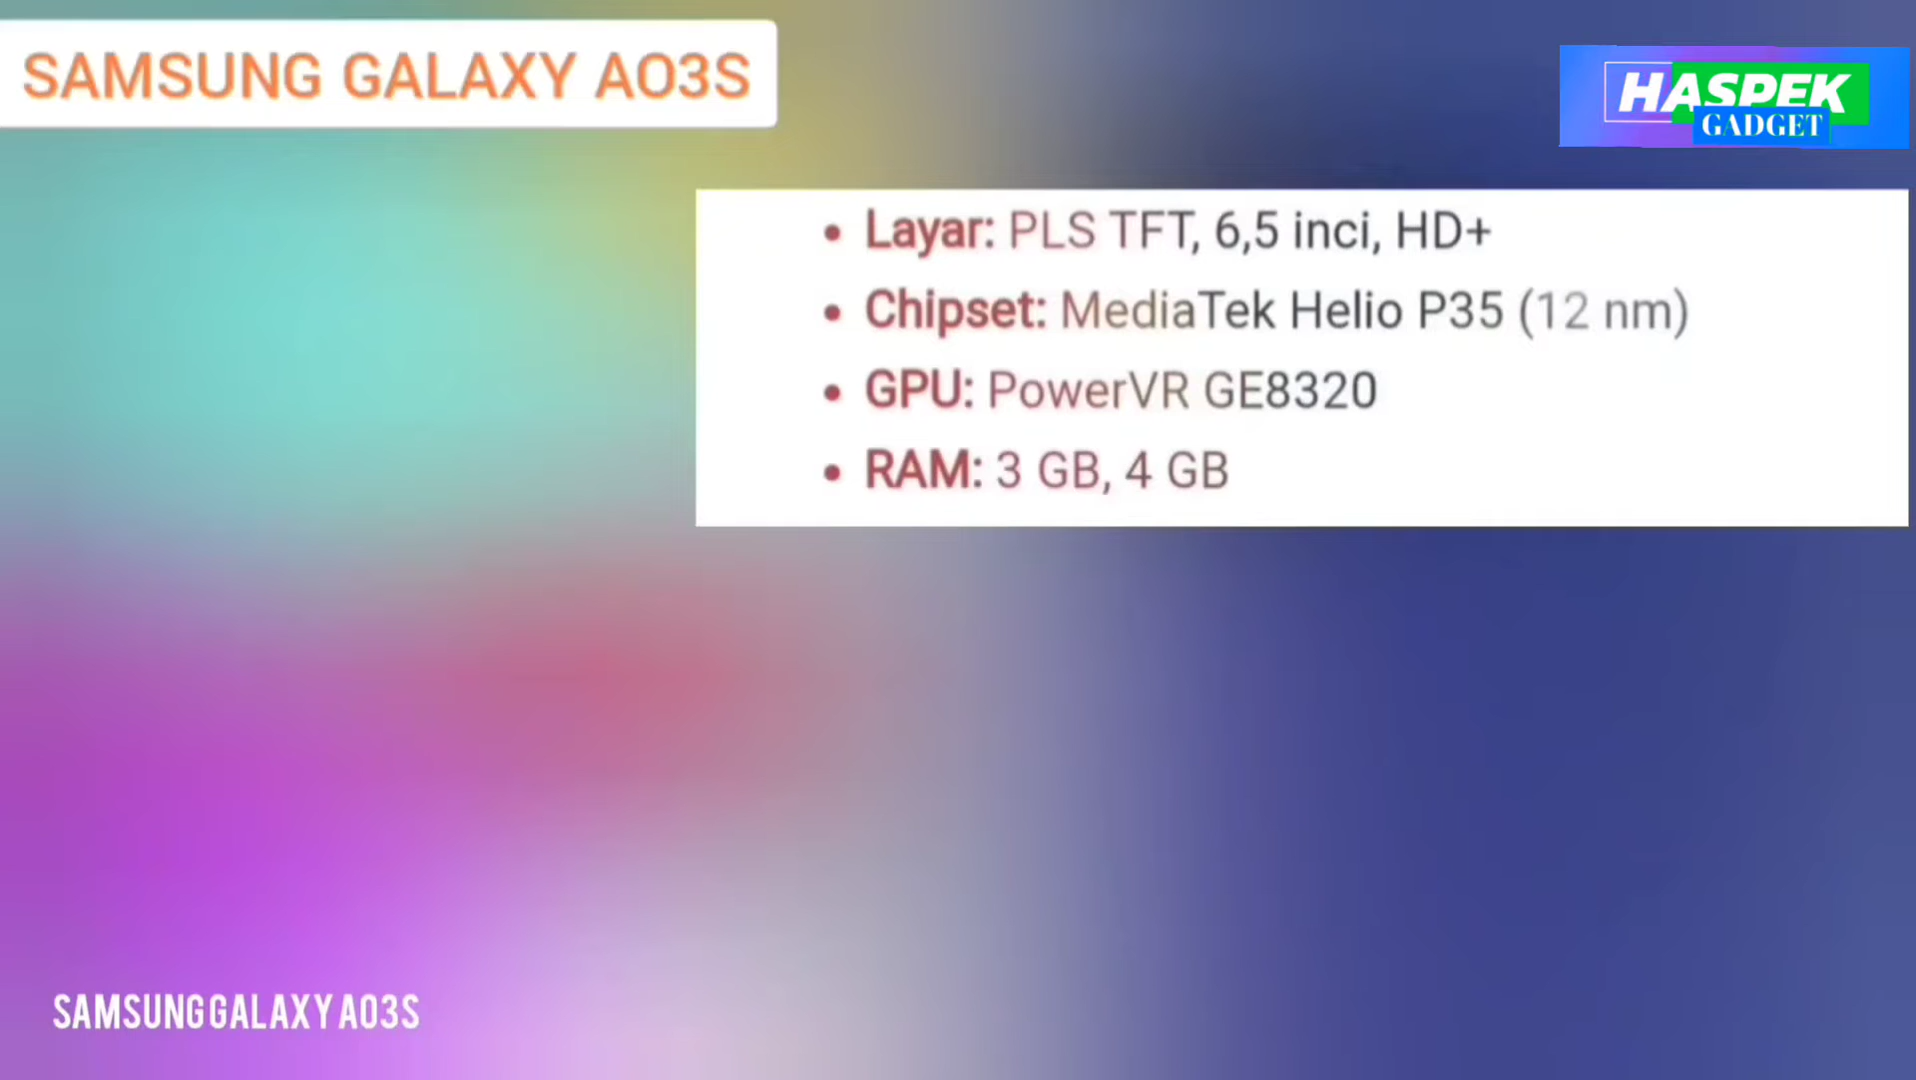 SAMSUNG GALAXY AO3S
HASPEK
GADGET
• Layar: PLS TFT, 6,5 inci, HD+
• Chipset: MediaTek Helio P35 (12 nm)
• GPU: PowerVR GE8320
• RAM: 3 GB, 4 GB
SAMSUNG GALAXY A03S